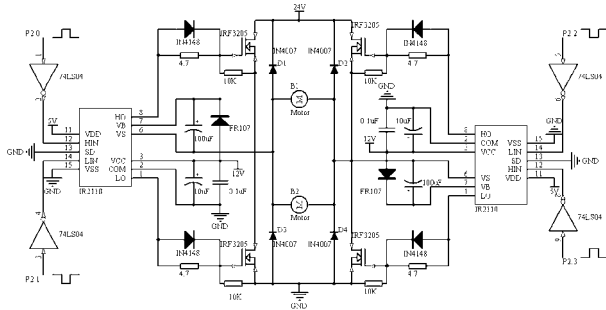 24V
P2.0
IRF3205
IRF3205
P2.2
IN4148
IN4007
IN4007
IN4148
74LS04
4.7
D1
D2
4.7
74LS04
10K
10K
B1
GND
Motor
5V
HO 8
VB 7
VS 6
100uF
FR107
0.1uF
10uF
11 VDD
12 HIN
13 SD
14 LIN
15 VSS
GND
12V
HO
COM
VCC
VSS 15
LIN 14
SD 13
HIN 12
VDD 11
GND
GND
VCC 3
COM 2
LO 1
12V
10uF
0.1uF
GND
IR2110
FR107
100uF
VS
VB
LO
6
7
1
5V
IR2110
B2
Motor
74LS04
IRF3205
D3
IN4007
D4
IN4007
IRF3205
74LS04
IN4148
4.7
IN4148
4.7
P2.1
10K
10K
P2.3
GND